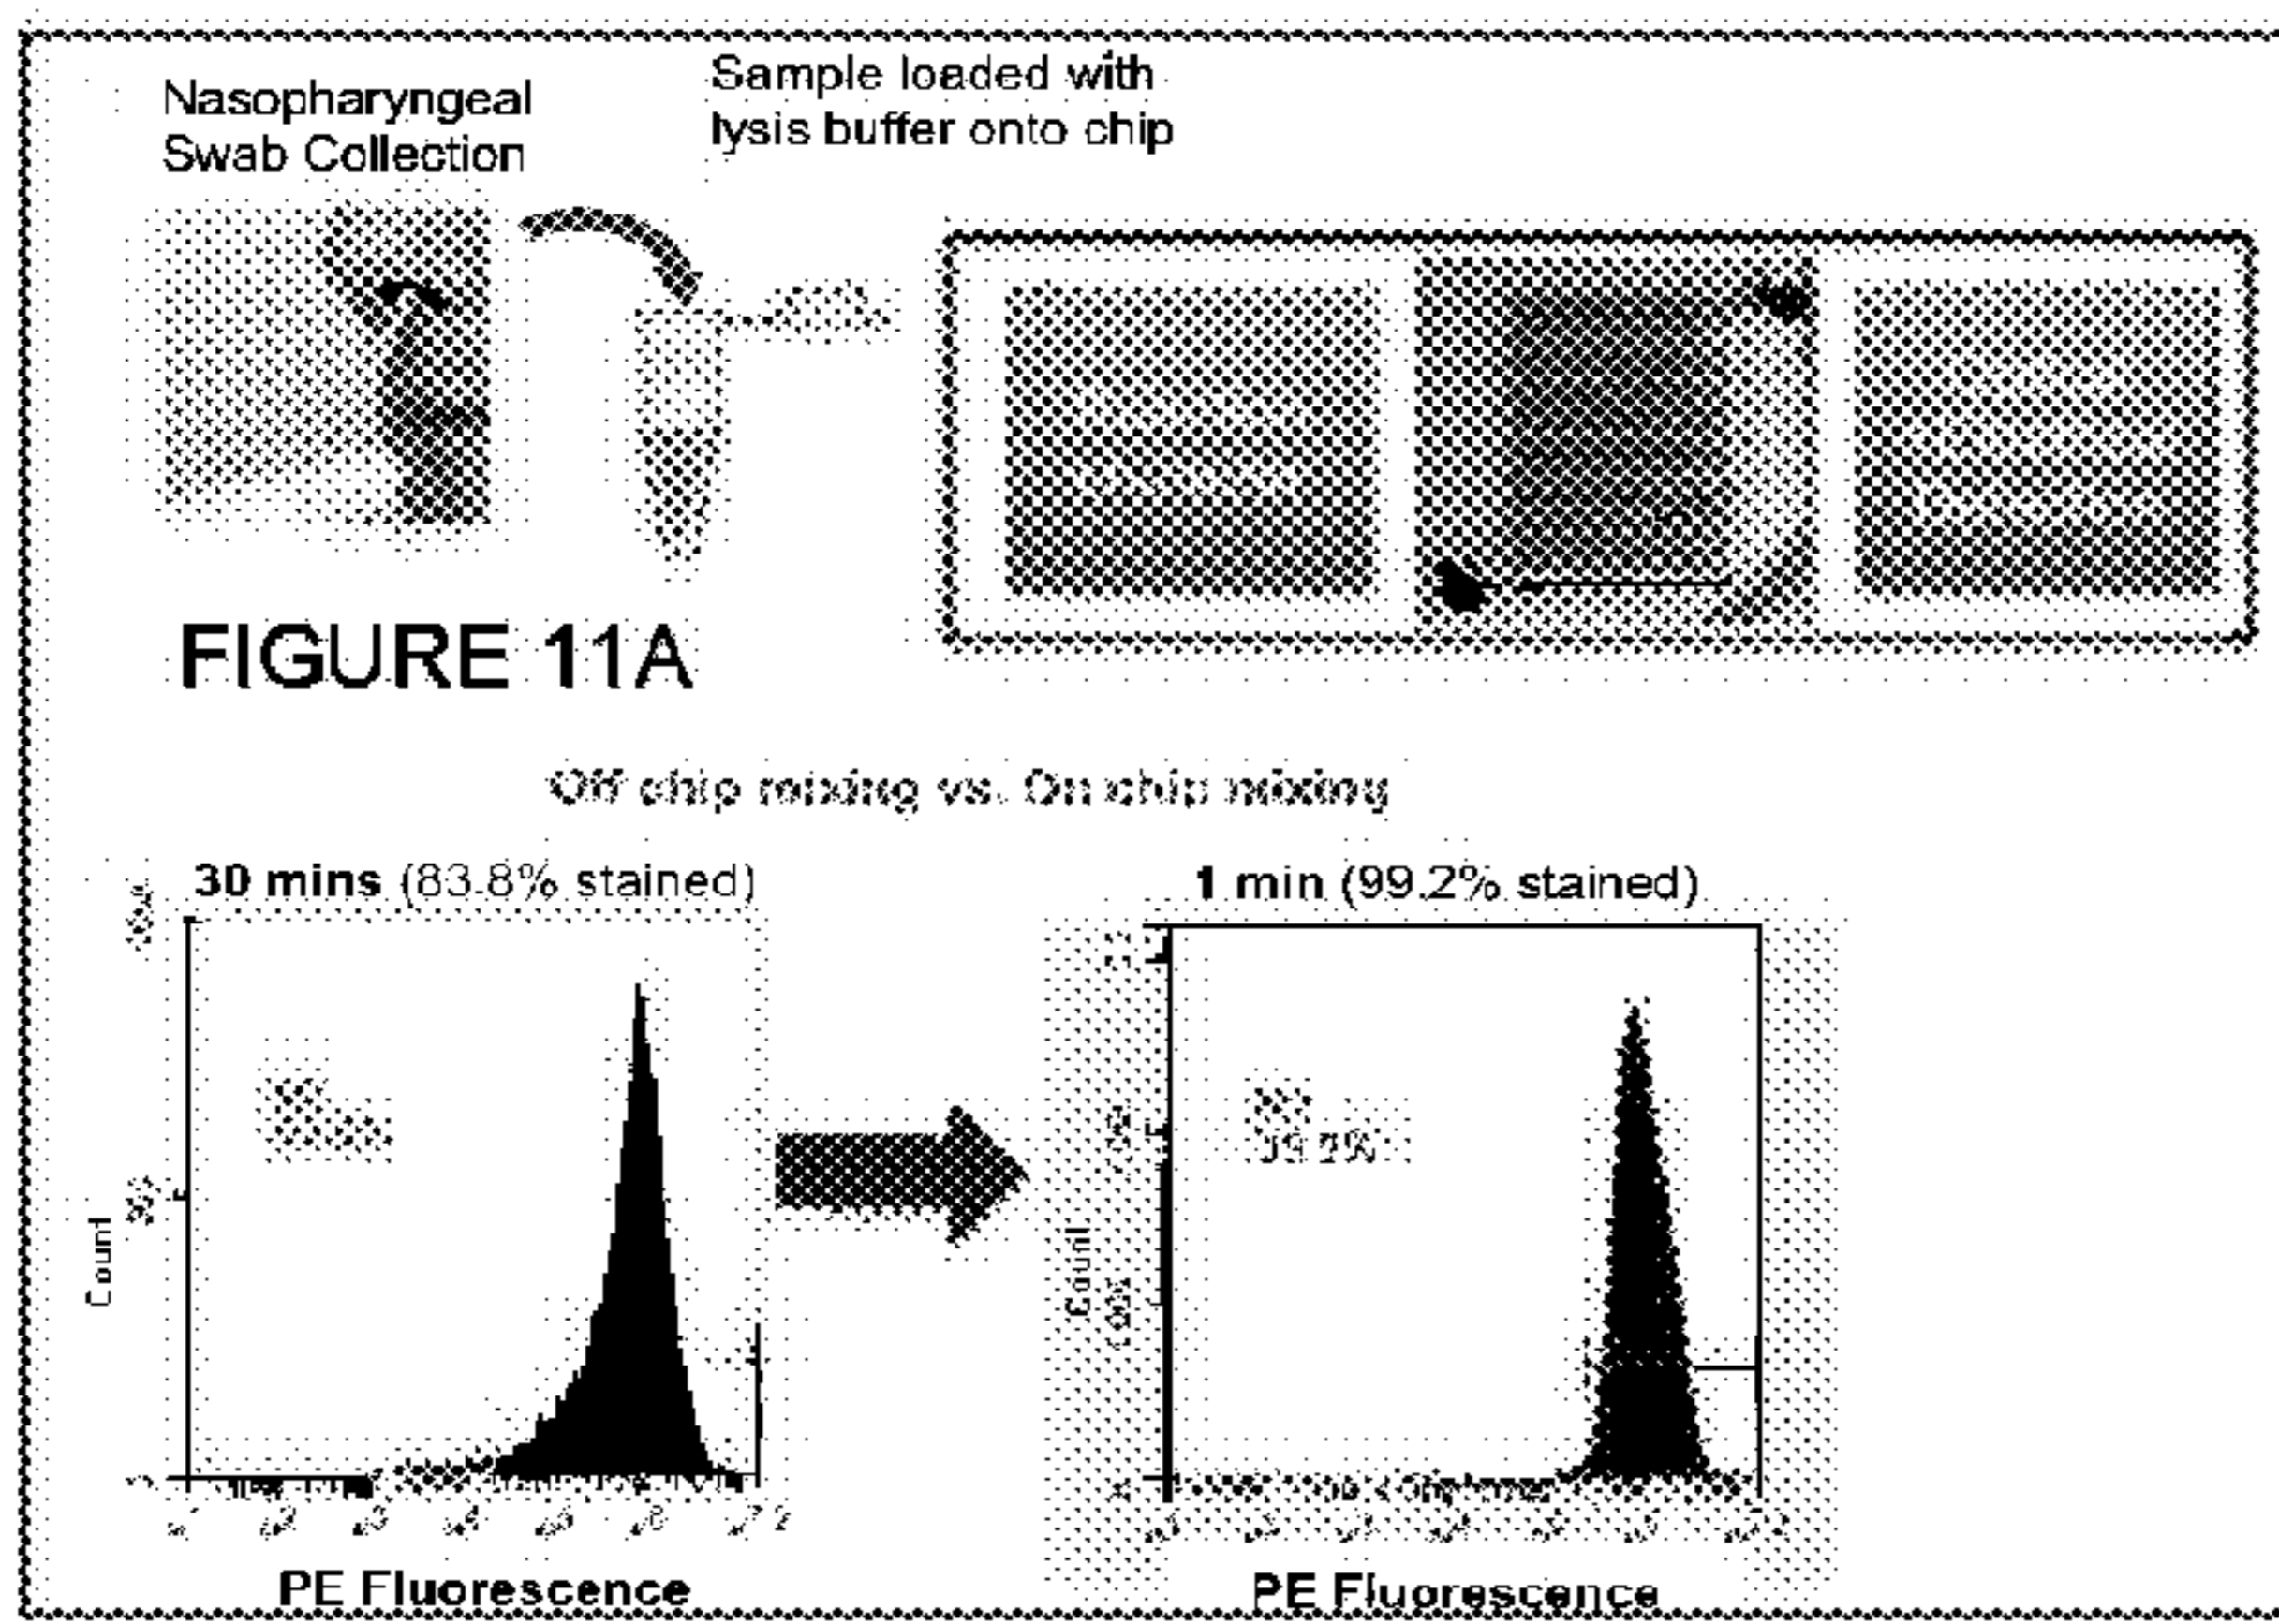 Nasopharyngeal
Swab Collection
Sample loaded with
lysis buffer onto chip
FIGURE 11A
Off chip mixing vs. On chip mixing
30 mins (83.8% stained)
1 min (99.2% stained)
Count
Count
PE Fluorescence
PE Fluorescence